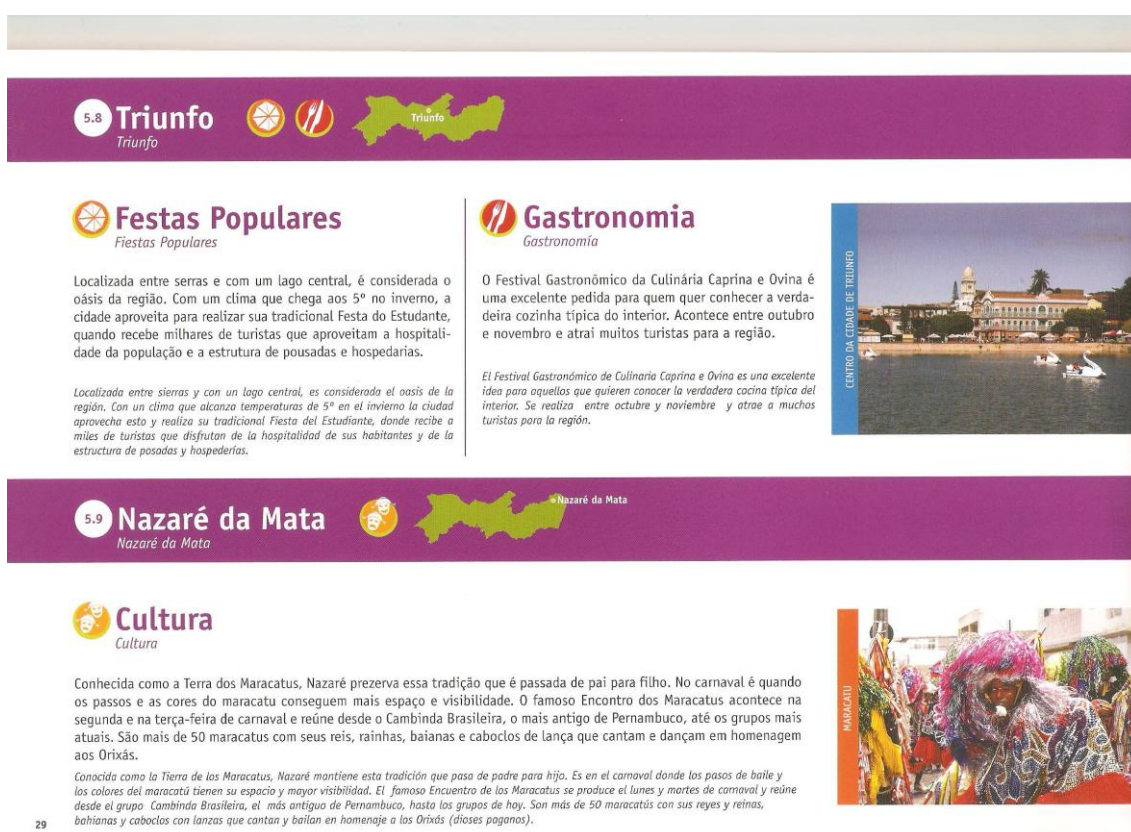 5.8 Triunfo
Triunfo
Triunfo
Festas Populares
Fiestas Populares
Localizada entre serras e com um lago central, é considerada o
oásis da região. Com um clima que chega aos 5º no inverno, a
cidade aproveita para realizar sua tradicional Festa do Estudante,
quando recebe milhares de turistas que aproveitam a hospitali-
dade da população e a estrutura de pousadas e hospedarias.
Localizada entre sierras y con un lago central, es considerada el oasis de la
región. Con un clima que alcanza temperaturas de 5º en el invierno la ciudad
aprovecha esto y realiza su tradicional Fiesta del Estudiante, donde recibe a
miles de turistas que disfrutan de la hospitalidad de sus habitantes y de la
estructura de posadas y hospederías.
Gastronomia
Gastronomía
O Festival Gastronômico da Culinária Caprina e Ovina é
uma excelente pedida para quem quer conhecer a verda-
deira cozinha típica do interior. Acontece entre outubro
e novembro e atrai muitos turistas para a região.
El Festival Gastronómico de Culinaria Caprina e Ovina es una excelente
idea para aquellos que quieren conocer la verdadera cocina típica del
interior. Se realiza entre octubre y noviembre y atrae a muchos
turistas para la región.
CENTRO DA CIDADE DE TRIUNFO
5.9 Nazaré da Mata
Nazaré da Mata
Nazaré da Mata
Cultura
Cultura
Conhecida como a Terra dos Maracatus, Nazaré prezerva essa tradição que é passada de pai para filho. No carnaval é quando
os passos e as cores do maracatu conseguem mais espaço e visibilidade. O famoso Encontro dos Maracatus acontece na
segunda e na terça-feira de carnaval e reúne desde o Cambinda Brasileira, o mais antigo de Pernambuco, até os grupos mais
atuais. São mais de 50 maracatus com seus reis, rainhas, baianas e caboclos de lança que cantam e dançam em homenagem
aos Orixás.
Conocida como la Tierra de los Maracatus, Nazaré mantiene esta tradición que pasa de padre para hijo. Es en el carnaval donde los pasos de baile y
los colores del maracatú tienen su espacio y mayor visibilidad. El famoso Encuentro de los Maracatus se produce el lunes y martes de carnaval y reúne
desde el grupo Cambinda Brasileira, el más antiguo de Pernambuco, hasta los grupos de hoy. Son más de 50 maracatús con sus reyes y reinas,
bahianas y caboclos con lanzas que cantan y bailan en homenaje a los Orixás (dioses paganos).
MARACATU
29